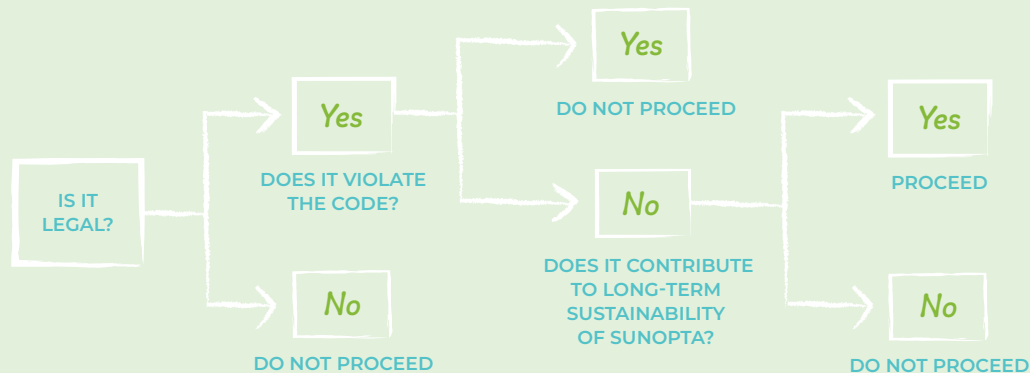 IS IT
LEGAL?
Yes
DOES IT VIOLATE
THE CODE?
No
DO NOT PROCEED
Yes
DO NOT PROCEED
No
DOES IT CONTRIBUTE
TO LONG-TERM
SUSTAINABILITY
OF SUNOPTA?
Yes
PROCEED
No
DO NOT PROCEED